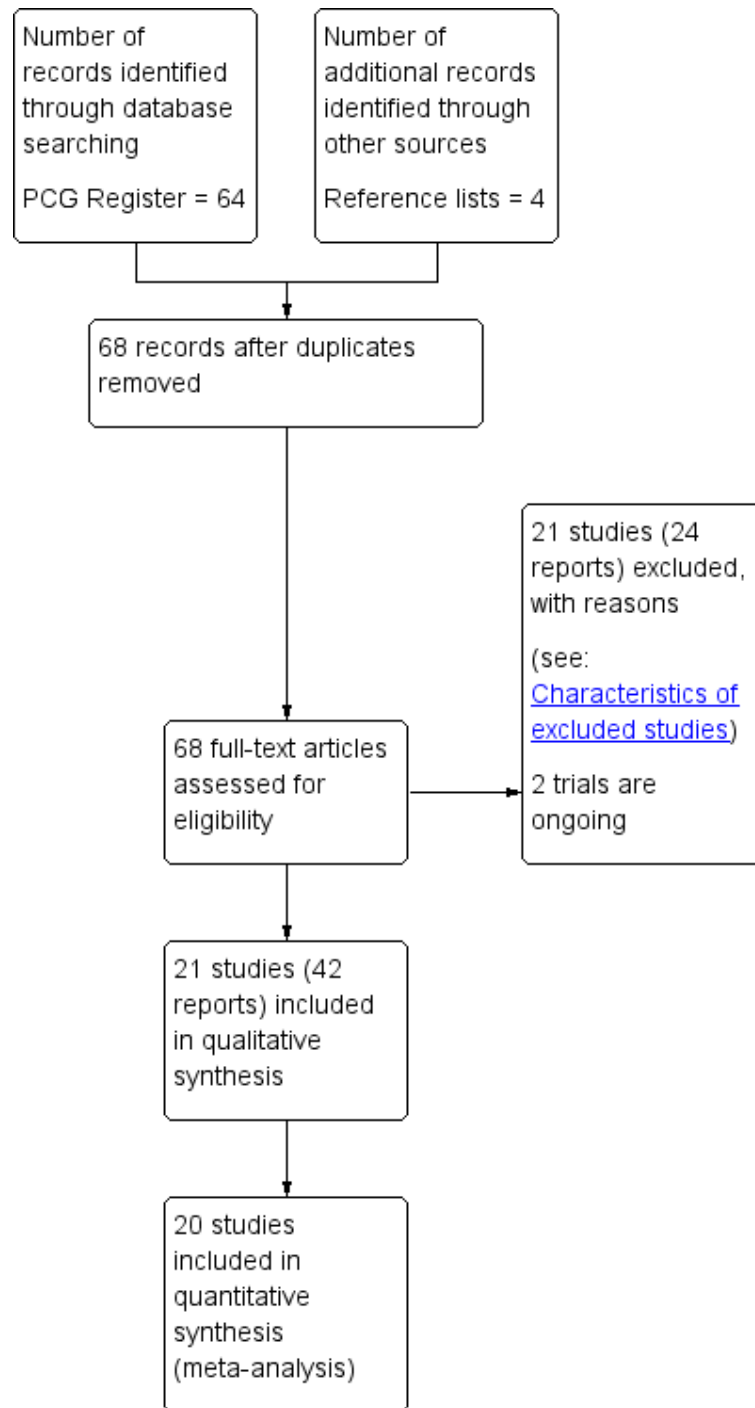 Number of
records identified
through database
searching
PCG Register = 64
Number of
additional records
identified through
other sources
Reference lists = 4
68 records after duplicates
removed
21 studies (24
reports) excluded,
with reasons
(see:
Characteristics of
excluded studies)
2 trials are
ongoing
68 full-text articles
assessed for
eligibility
21 studies (42
reports) included
in qualitative
synthesis
20 studies
included in
quantitative
synthesis
(meta-analysis)